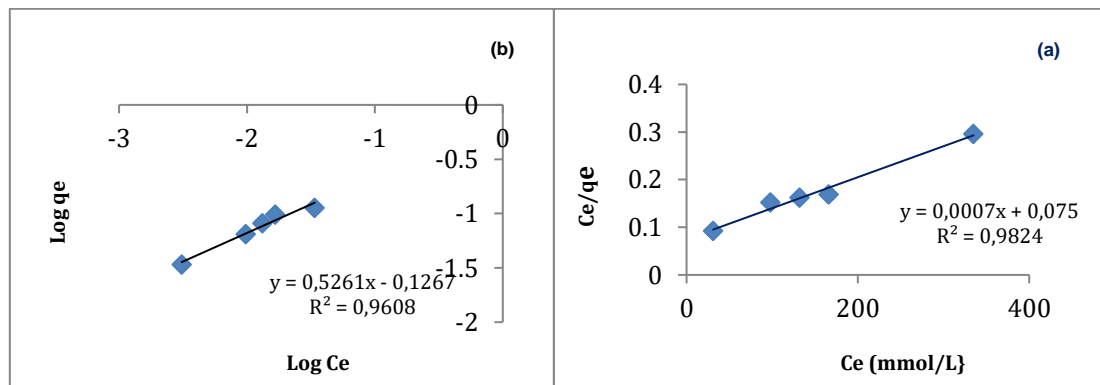 (b)
0
-3
-2
-1
0
-0.5
-1
-1.5
-2
Log qe
y = 0,5261x - 0,1267
R² = 0,9608
Log Ce
(a)
0.4
0.3
0.2
0.1
0
Ce/qe
y = 0,0007x + 0,075
R² = 0,9824
0
200
400
Ce (mmol/L}